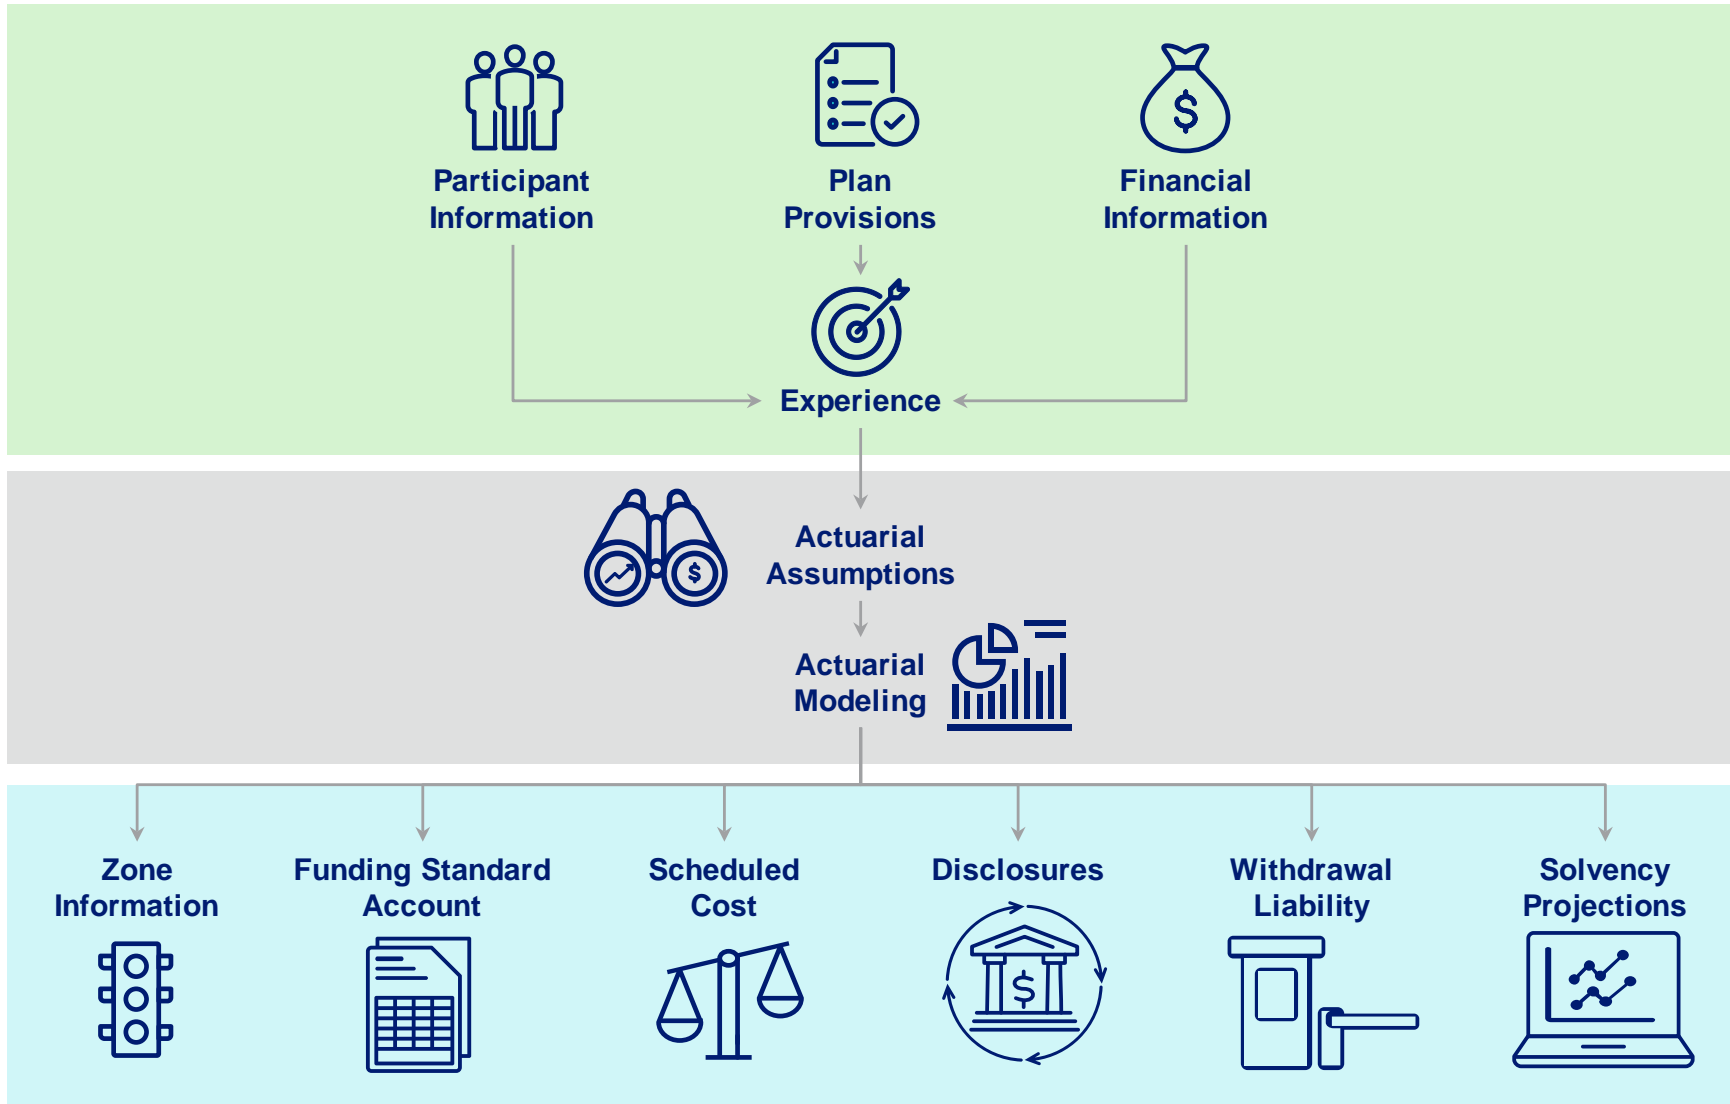 Participant
Information
Plan
Provisions
Financial
Information
$
Experience
Actuarial
Assumptions
$
Actuarial
Modeling
Zone
Information
Funding Standard
Account
Scheduled
Cost
Disclosures
Withdrawal
Liability
Solvency
Projections
$